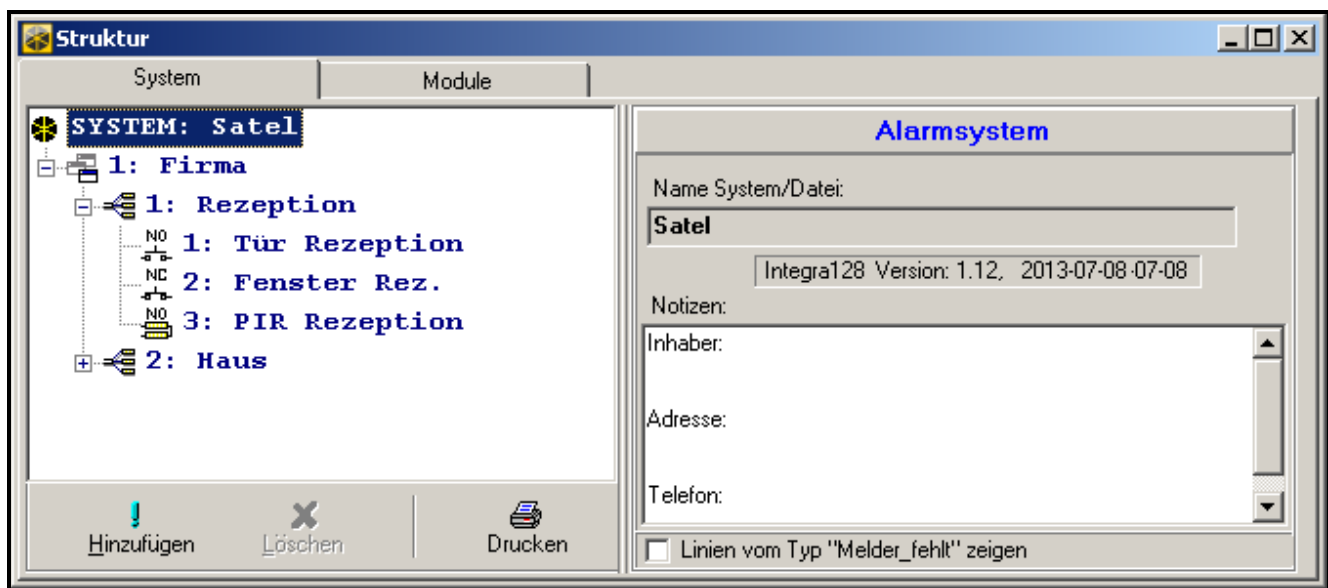 Struktur
System
Module
SYSTEM: Satel
1: Firma
1: Rezeption
NO 1: Tür Rezeption
NC 2: Fenster Rez.
NO 3: PIR Rezeption
2: Haus
Hinzufügen
Löschen
Drucken
Alarmsystem
Name System/Datei:
Satel
Integra128 Version: 1.12, 2013-07-08-07-08
Notizen:
Inhaber:
Adresse:
Telefon:
Linien vom Typ "Melder_fehlt" zeigen